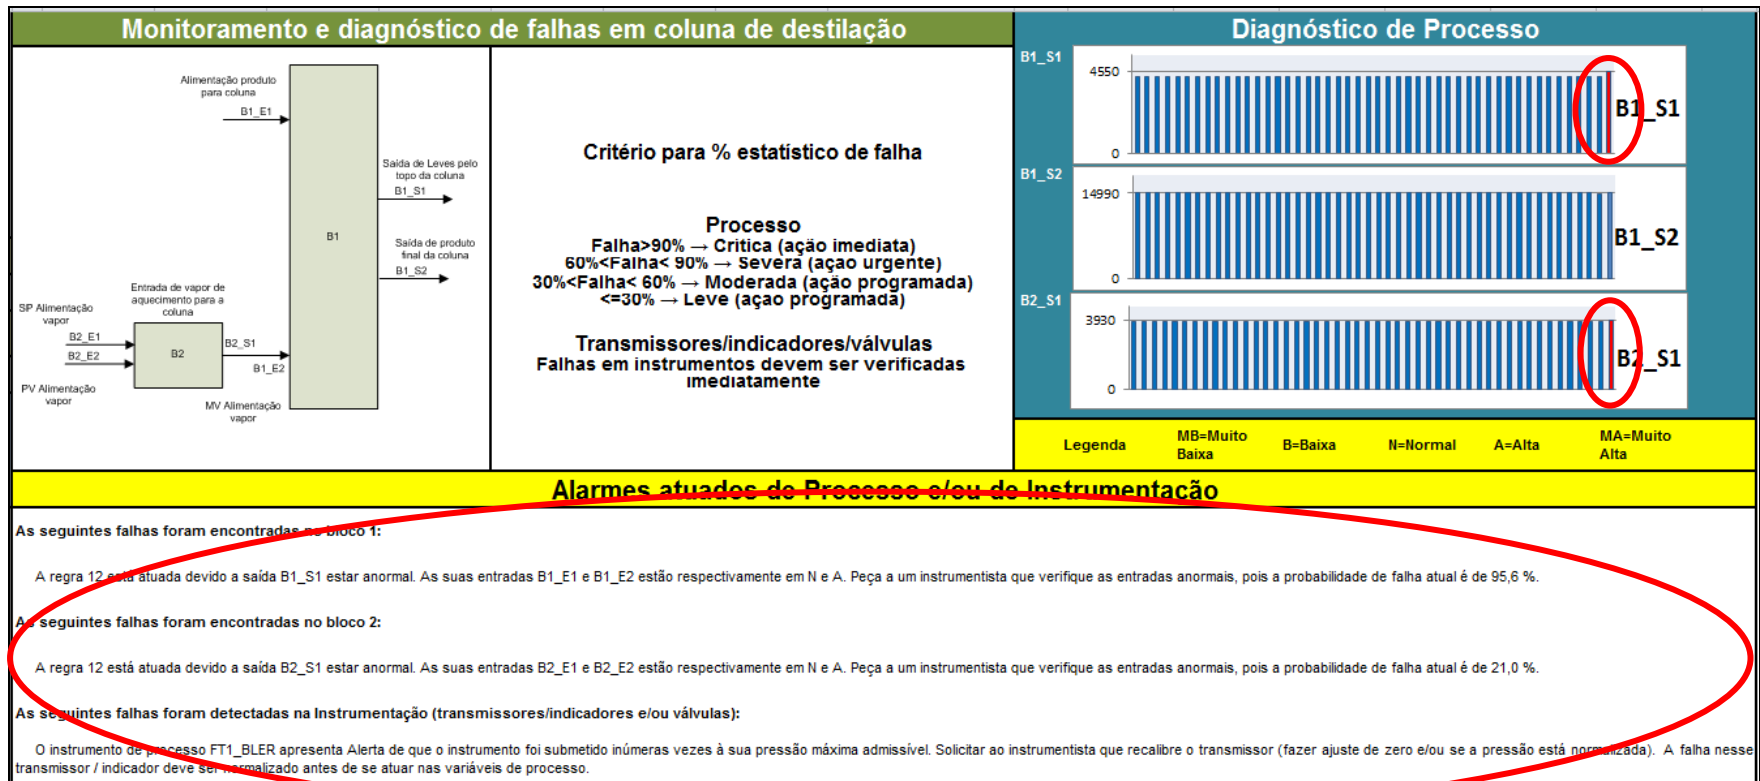 Monitoramento e diagnóstico de falhas em coluna de destilação
Alimentação produto
para coluna
B1_E1
Saída de Leves pelo
topo da coluna
B1_S1
B1
Saída de produto
final da coluna
B1_S2
Entrada de vapor de
aquecimento para a
coluna
SP Alimentação
vapor
B2_E1
B2_E2
B2
B2_S1
B1_E2
PV Alimentação
vapor
MV Alimentação
vapor
Critério para % estatístico de falha
Processo
Falha>90% → Critica (ação imediata)
60%<Falha< 90% → Severa (açao urgente)
30%<Falha< 60% → Moderada (ação programada)
<=30% → Leve (açao programada)
Transmissores/indicadores/válvulas
Falhas em instrumentos devem ser verificadas
imediatamente
Diagnóstico de Processo
B1_S1
4550
0
B1_S1
B1_S2
14990
0
B1_S2
B2_S1
3930
0
B2_S1
Legenda
MB=Muito
Baixa
B=Baixa
N=Normal
A=Alta
MA=Muito
Alta
Alarmes atuados de Processo e/ou de Instrumentação
As seguintes falhas foram encontradas no bloco 1:
A regra 12 está atuada devido a saída B1_S1 estar anormal. As suas entradas B1_E1 e B1_E2 estão respectivamente em N e A. Peça a um instrumentista que verifique as entradas anormais, pois a probabilidade de falha atual é de 95,6 %.
As seguintes falhas foram encontradas no bloco 2:
A regra 12 está atuada devido a saída B2_S1 estar anormal. As suas entradas B2_E1 e B2_E2 estão respectivamente em N e A. Peça a um instrumentista que verifique as entradas anormais, pois a probabilidade de falha atual é de 21,0 %.
As seguintes falhas foram detectadas na Instrumentação (transmissores/indicadores e/ou válvulas):
O instrumento de processo FT1_BLER apresenta Alerta de que o instrumento foi submetido inúmeras vezes à sua pressão máxima admissível. Solicitar ao instrumentista que recalibre o transmissor (fazer ajuste de zero e/ou se a pressão está normalizada). A falha nesse
transmissor / indicador deve ser normalizado antes de se atuar nas variáveis de processo.